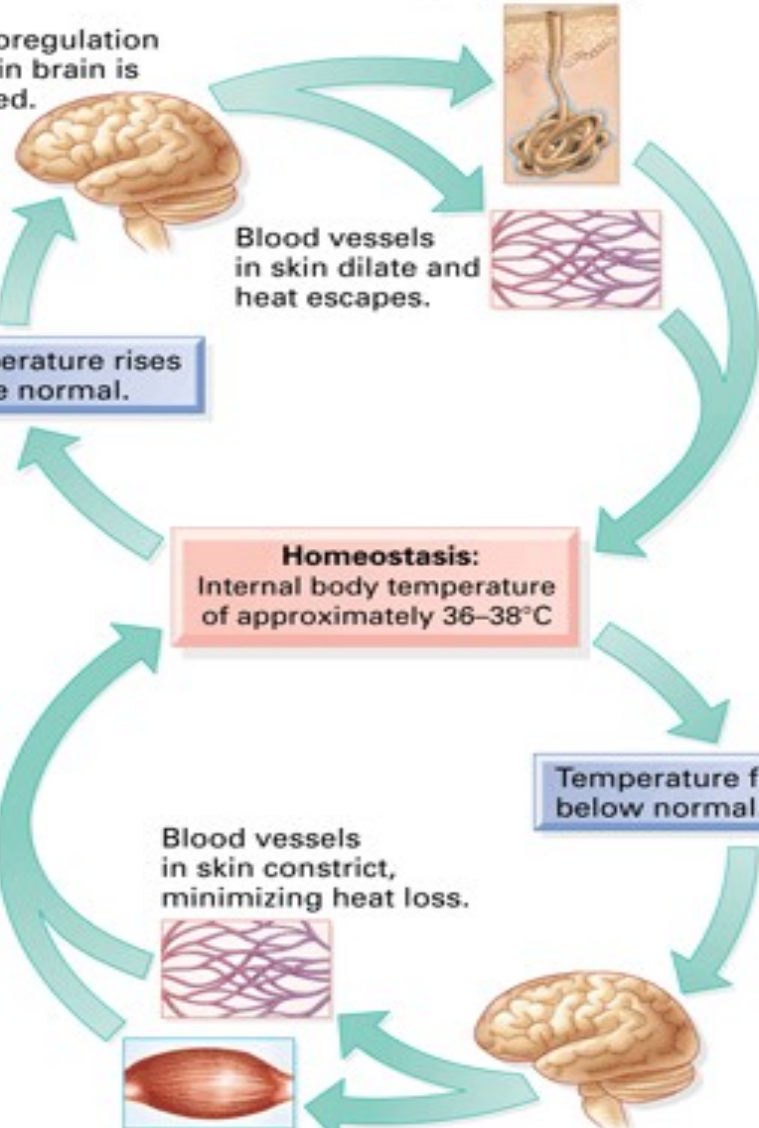 oregulation
in brain is
ed.
Blood vessels
in skin dilate and
heat escapes.
erature rises
e normal.
Homeostasis:
Internal body temperature
of approximately 36–38°C
Temperature f
below normal.
Blood vessels
in skin constrict,
minimizing heat loss.